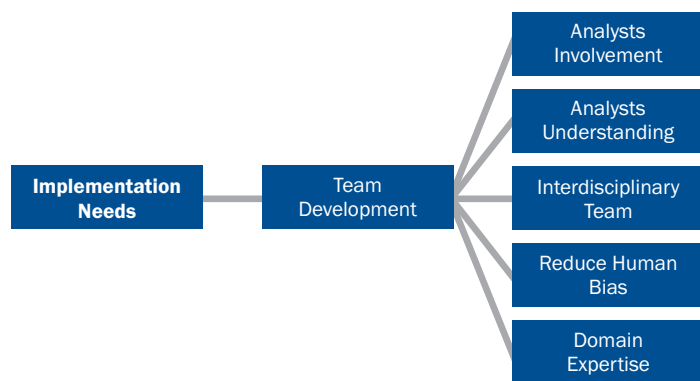 Implementation
Needs
Team
Development
Analysts
Involvement
Analysts
Understanding
Interdisciplinary
Team
Reduce Human
Bias
Domain
Expertise